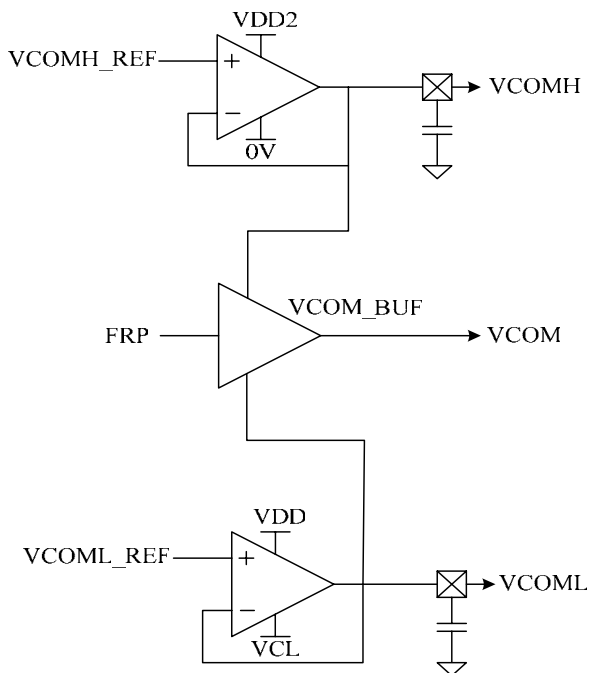 VDD2
VCOMH_REF
+
−
0V
VCOMH
VCOM_BUF
FRP
VCOM
VDD
VCOML_REF
+
−
VCL
VCOML